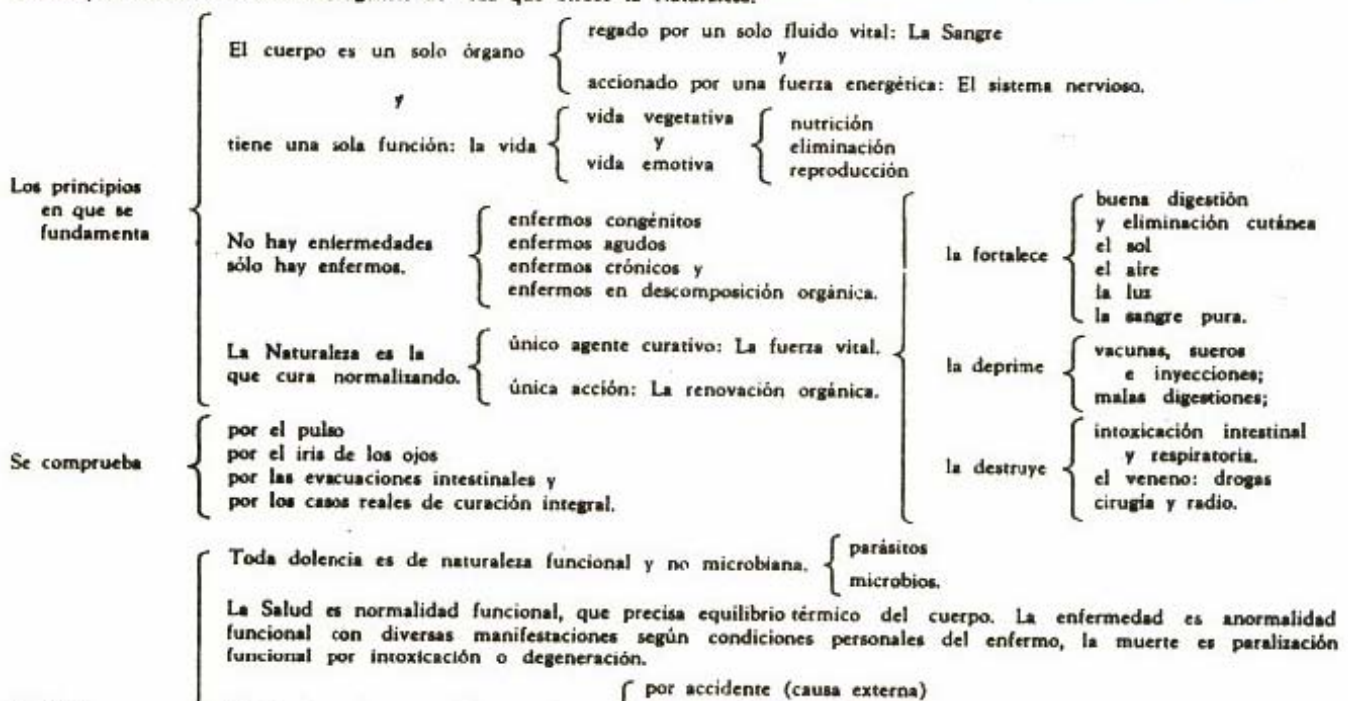 El cuerpo es un solo órgano
regado por un solo fluido vital: La Sangre
y
accionado por una fuerza energética: El sistema nervioso.
y
tiene una sola función: la vida
vida vegetativa
y
vida emotiva
nutrición
eliminación
reproducción
Los principios
en que se
fundamenta
No hay enfermedades
sólo hay enfermos.
enfermos congénitos
enfermos agudos
enfermos crónicos y
enfermos en descomposición orgánica.
La Naturaleza es la
que cura normalizando.
único agente curativo: La fuerza vital.
única acción: La renovación orgánica.
la fortalece
buena digestión
y eliminación cutánea
el sol
el aire
la luz
la sangre pura.
la deprime
vacunas, sueros
e inyecciones;
malas digestiones;
la destruye
intoxicación intestinal
y respiratoria.
el veneno: drogas
cirugía y radio.
Se comprueba
por el pulso
por el iris de los ojos
por las evacuaciones intestinales y
por los casos reales de curación integral.
Toda dolencia es de naturaleza funcional y no microbiana.
parásitos
microbios.
La Salud es normalidad funcional, que precisa equilibrio térmico del cuerpo. La enfermedad es anormalidad
funcional con diversas manifestaciones según condiciones personales del enfermo, la muerte es paralización
funcional por intoxicación o degeneración.
por accidente (causa externa)